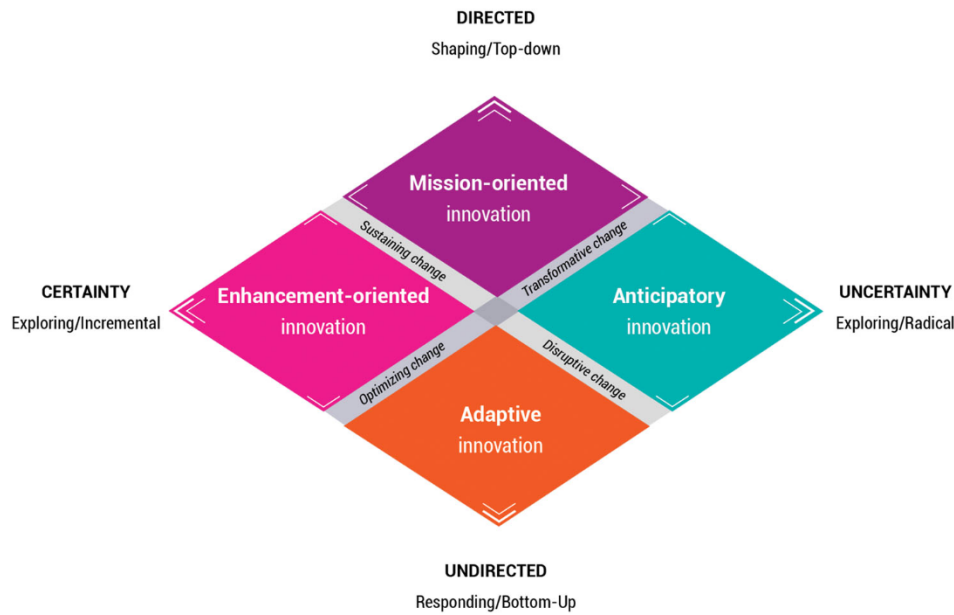 DIRECTED
Shaping/Top-down
Mission-oriented
innovation
Sustaining change
Transformative change
CERTAINTY
Exploring/Incremental
Enhancement-oriented
innovation
Anticipatory
innovation
UNCERTAINTY
Exploring/Radical
Optimizing change
Disruptive change
Adaptive
innovation
UNDIRECTED
Responding/Bottom-Up